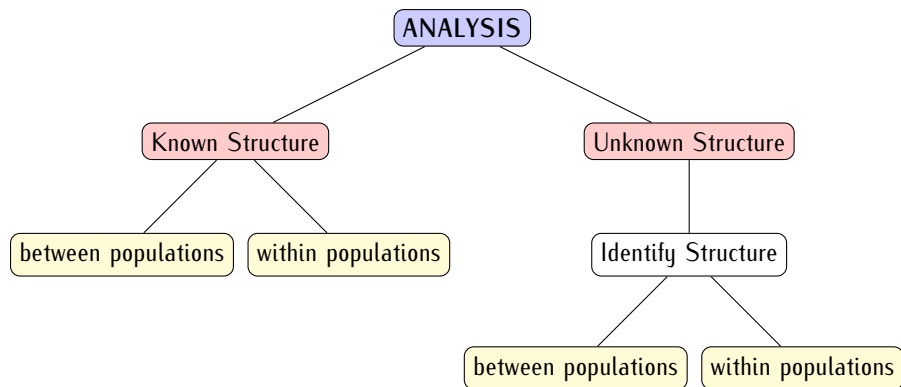 ANALYSIS
Known Structure
Unknown Structure
between populations
within populations
Identify Structure
between populations
within populations